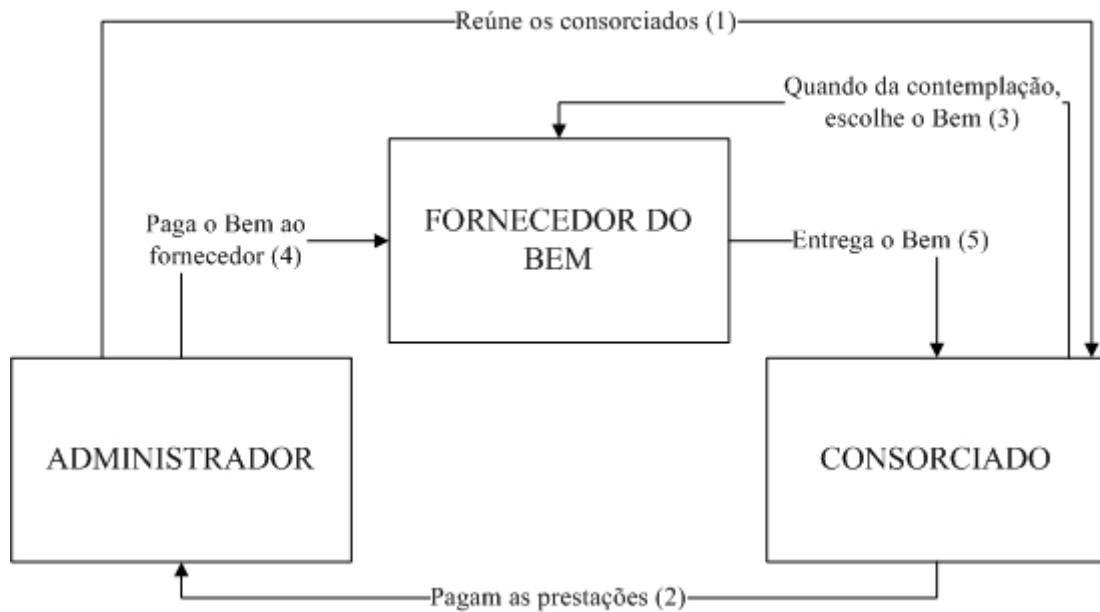 Reúne os consorciados (1)
Quando da contemplação,
escolhe o Bem (3)
FORNECEDOR DO
BEM
Paga o Bem ao
fornecedor (4)
Entrega o Bem (5)
ADMINISTRADOR
CONSORCIADO
Pagam as prestações (2)